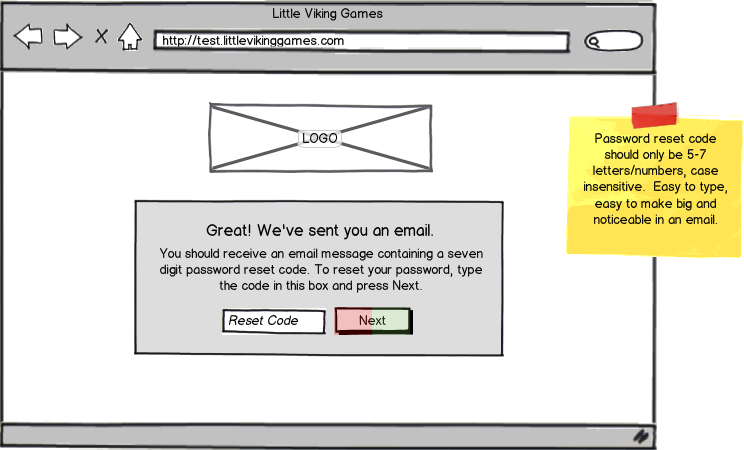 Little Viking Games
http://test.littlevikinggames.com
LOGO
Great! We've sent you an email.
You should receive an email message containing a seven
digit password reset code. To reset your password, type
the code in this box and press Next.
Reset Code
Next
Password reset code
should only be 5-7
letters/numbers, case
insensitive. Easy to type,
easy to make big and
noticeable in an email.